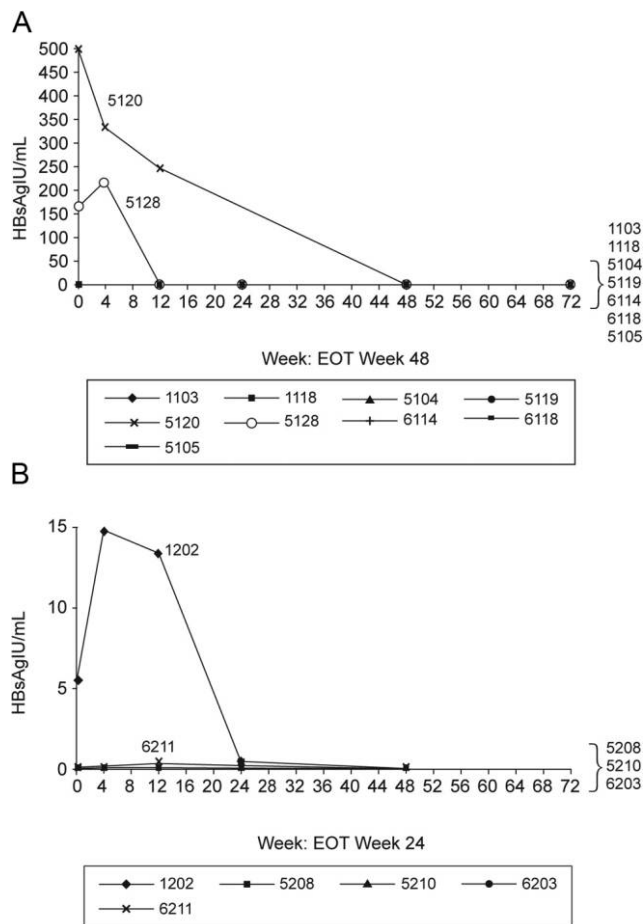 A
500
450
400
350
300
250
200
150
100
50
0
HBsAgIU/mL
5120
5128
0 4 8 12 16 20 24 28 32 36 40 44 48 52 56 60 64 68 72
1103
1118
5104
5119
6114
6118
5105
Week: EOT Week 48
1103 1118 5104 5119
5120 5128 6114 6118
5105
B
15
10
5
0
HBsAgIU/mL
1202
6211
0 4 8 12 16 20 24 28 32 36 40 44 48 52 56 60 64 68 72
5208
5210
6203
Week: EOT Week 24
1202 5208 5210 6203
6211